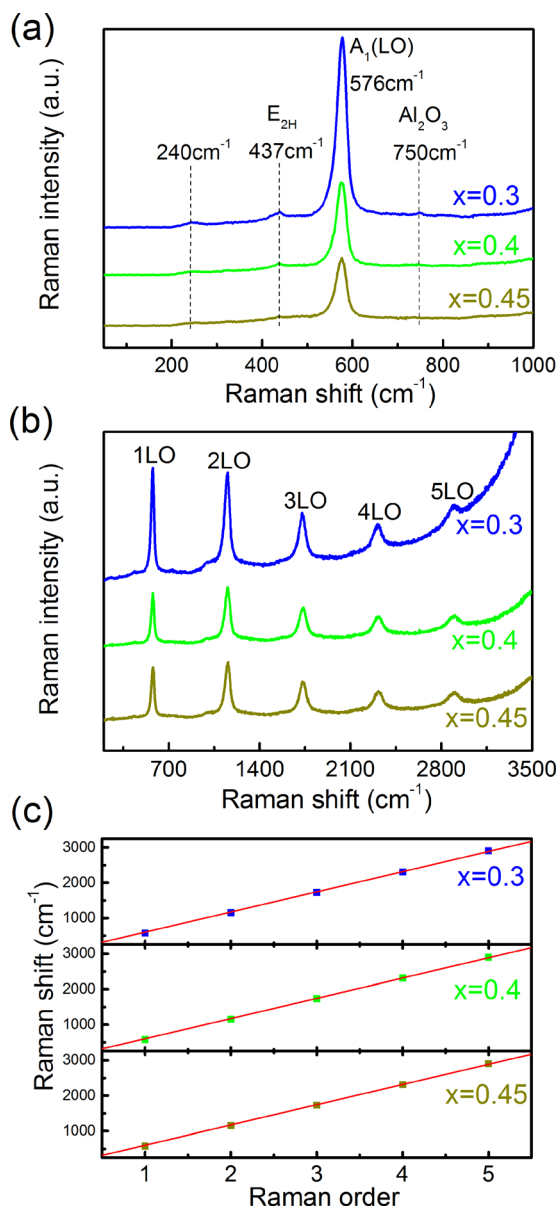 (a)
Raman intensity (a.u.)
A₁(LO)
576cm⁻¹
E₂H
437cm⁻¹
240cm⁻¹
Al₂O₃
750cm⁻¹
x=0.3
x=0.4
x=0.45
200 400 600 800 1000
Raman shift (cm⁻¹)
(b)
Raman intensity (a.u.)
1LO
2LO
3LO
4LO
5LO
x=0.3
x=0.4
x=0.45
700 1400 2100 2800 3500
Raman shift (cm⁻¹)
(c)
Raman shift (cm⁻¹)
3000
2000
1000
x=0.3
3000
2000
1000
x=0.4
3000
2000
1000
x=0.45
1 2 3 4 5
Raman order